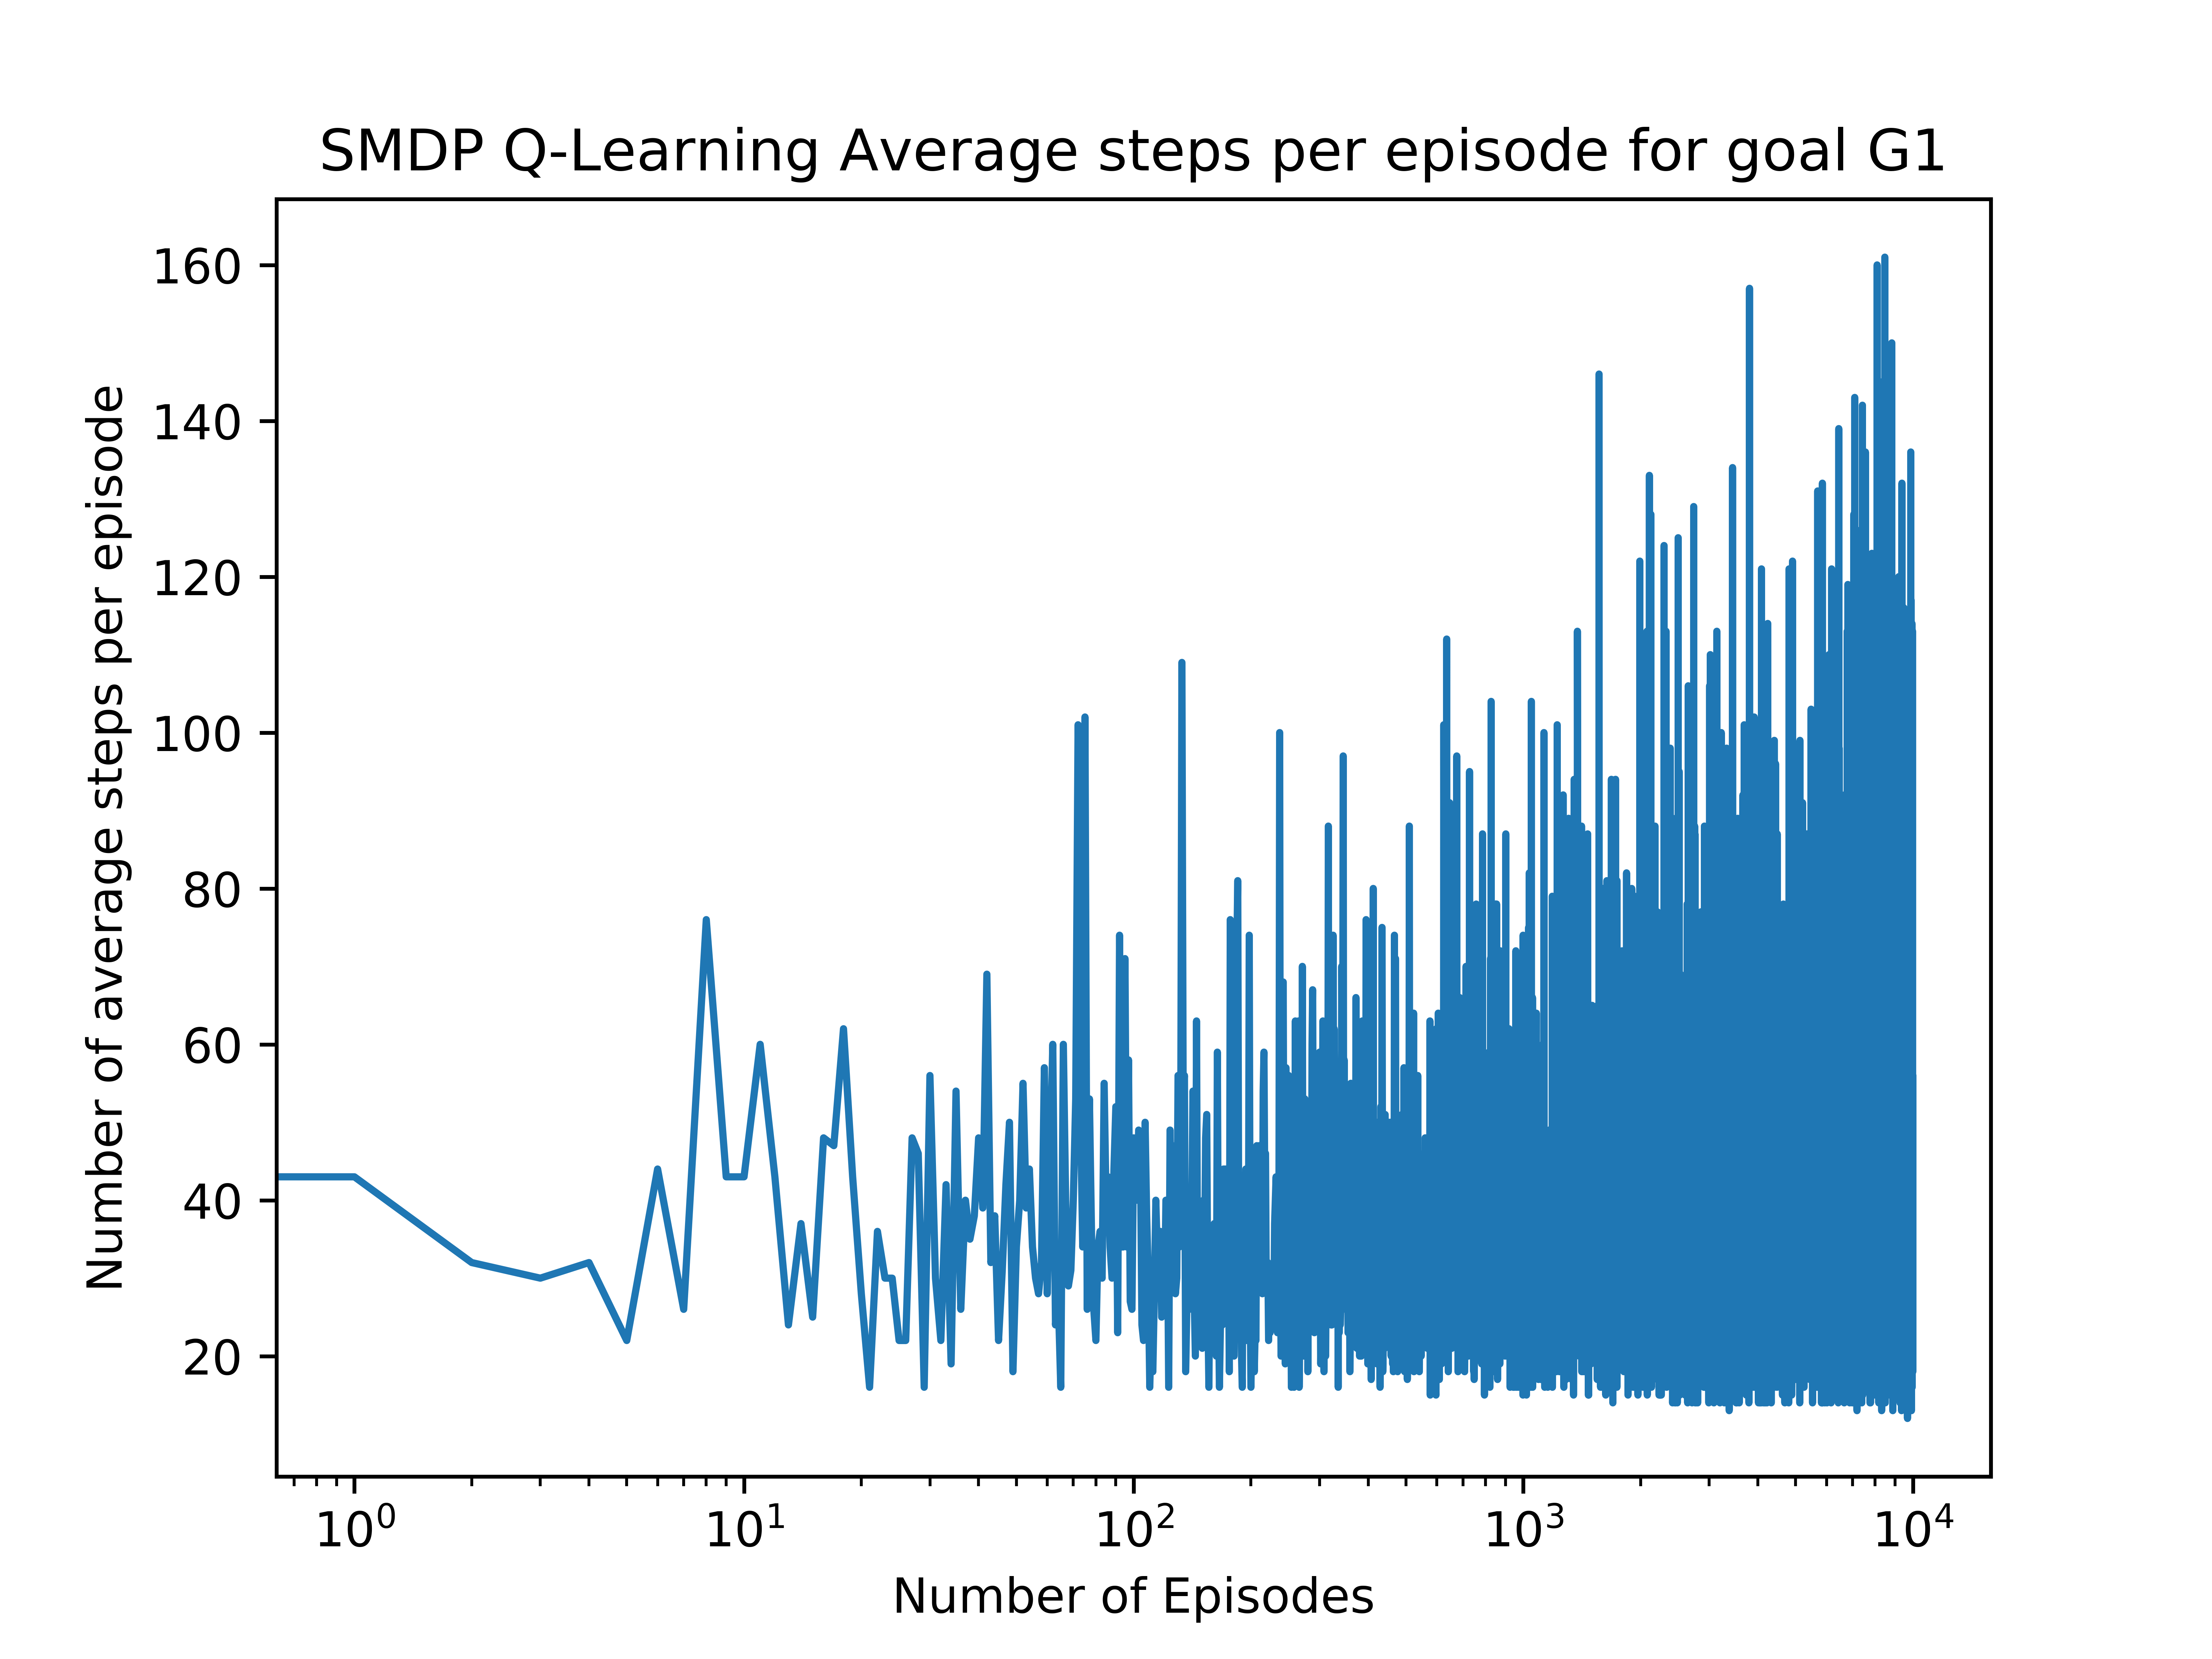 SMDP Q-Learning Average steps per episode for goal G1
Number of average steps per episode
160
140
120
100
80
60
40
20
10⁰ 10¹ 10² 10³ 10⁴
Number of Episodes